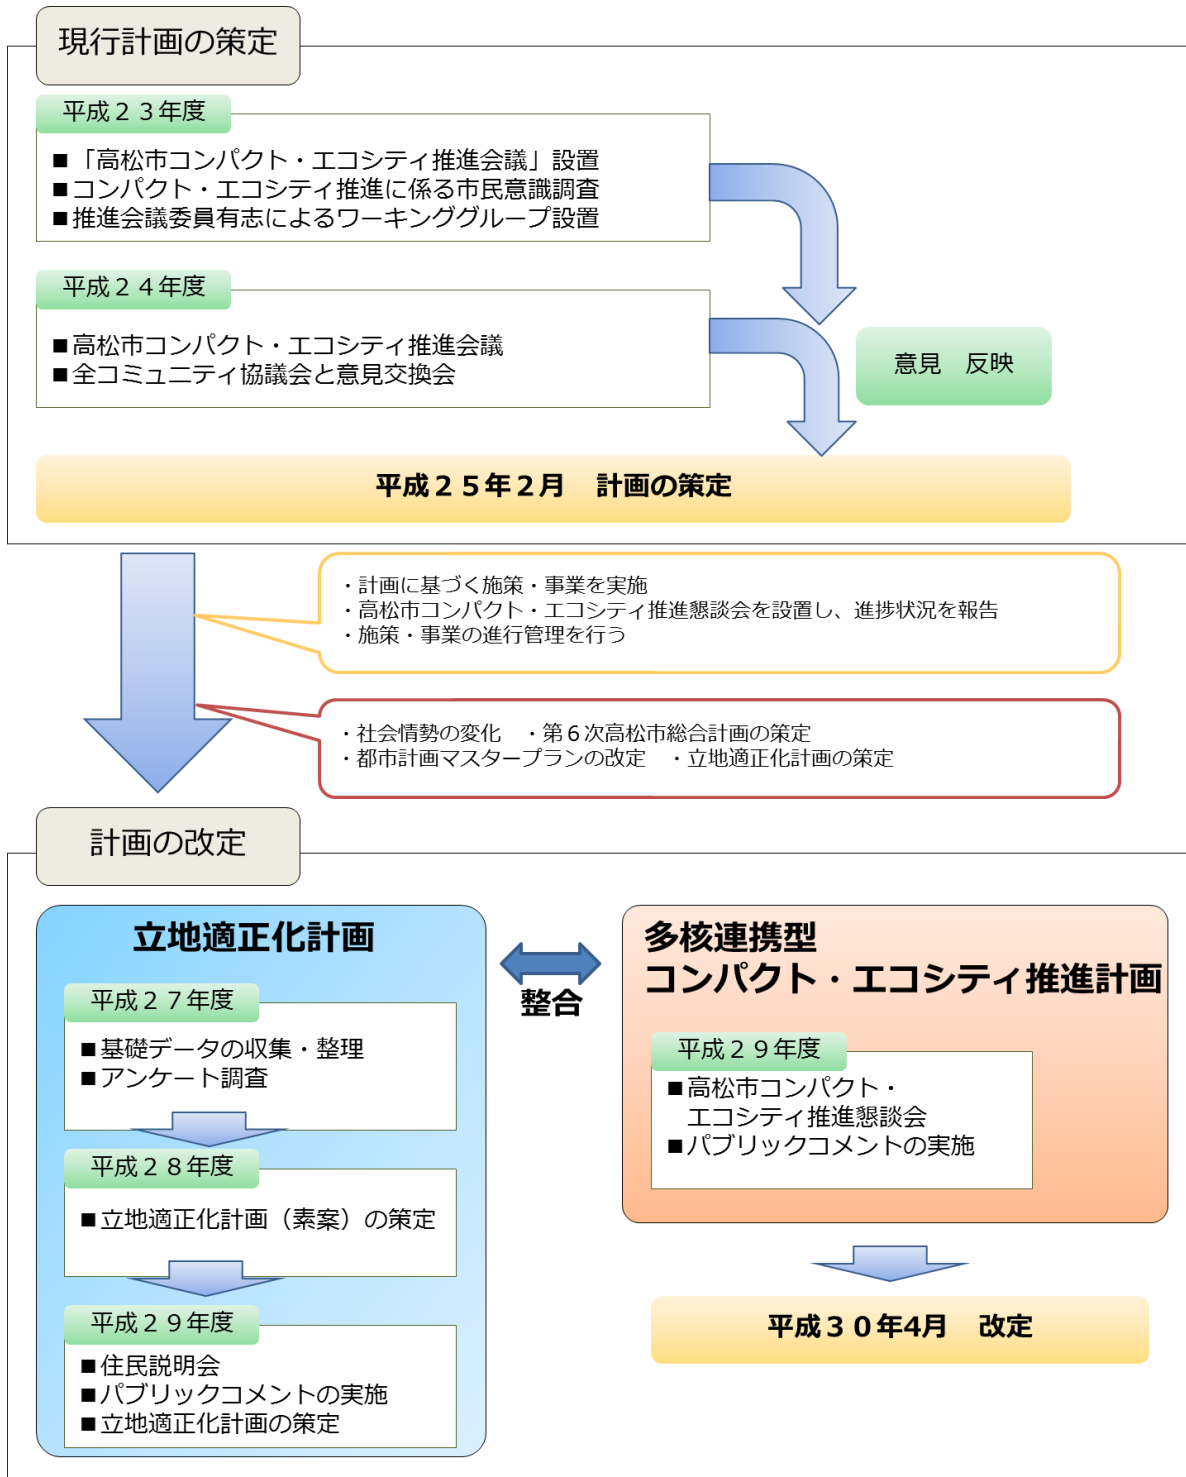 現行計画の策定
平成２３年度
■「高松市コンパクト・エコシティ推進会議」設置
■コンパクト・エコシティ推進に係る市民意識調査
■推進会議委員有志によるワーキンググループ設置
平成２４年度
■高松市コンパクト・エコシティ推進会議
■全コミュニティ協議会と意見交換会
意見　反映
平成２５年２月　計画の策定
・計画に基づく施策・事業を実施
・高松市コンパクト・エコシティ推進懇談会を設置し、進捗状況を報告
・施策・事業の進行管理を行う
・社会情勢の変化　・第６次高松市総合計画の策定
・都市計画マスタープランの改定　・立地適正化計画の策定
計画の改定
立地適正化計画
平成２７年度
■基礎データの収集・整理
■アンケート調査
平成２８年度
■立地適正化計画（素案）の策定
平成２９年度
■住民説明会
■パブリックコメントの実施
■立地適正化計画の策定
整合
多核連携型
コンパクト・エコシティ推進計画
平成２９年度
■高松市コンパクト・
エコシティ推進懇談会
■パブリックコメントの実施
平成３０年4月　改定